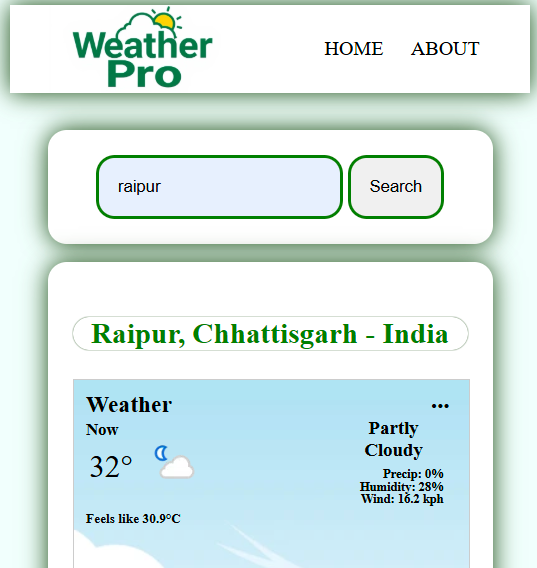 Weather
Pro
HOME ABOUT
raipur Search
Raipur, Chhattisgarh - India
Weather ...
Now
Partly
Cloudy
32°
Precip: 0%
Humidity: 28%
Wind: 16.2 kph
Feels like 30.9°C